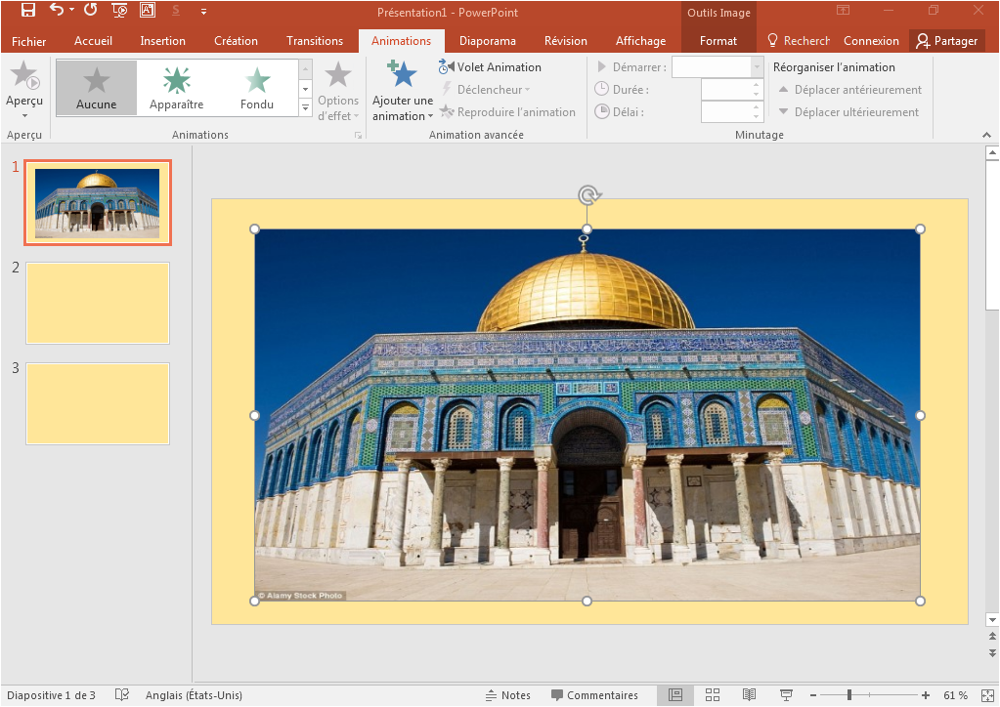 Présentation1 - PowerPoint
Outils Image
Fichier Accueil Insertion Création Transitions Animations Diaporama Révision Affichage Format Recherch Connexion Partager
Aperçu
Aucune Apparaître Fondu
Options d'effet
Ajouter une animation
Volet Animation
Déclencheur
Reproduire l'animation
Démarrer :
Durée :
Délai :
Réorganiser l'animation
Déplacer antérieurement
Déplacer ultérieurement
Aperçu Animations Animation avancée Minutage
1
2
3
© Alamy Stock Photo
Diapositive 1 de 3 Anglais (États-Unis) Notes Commentaires 61 %